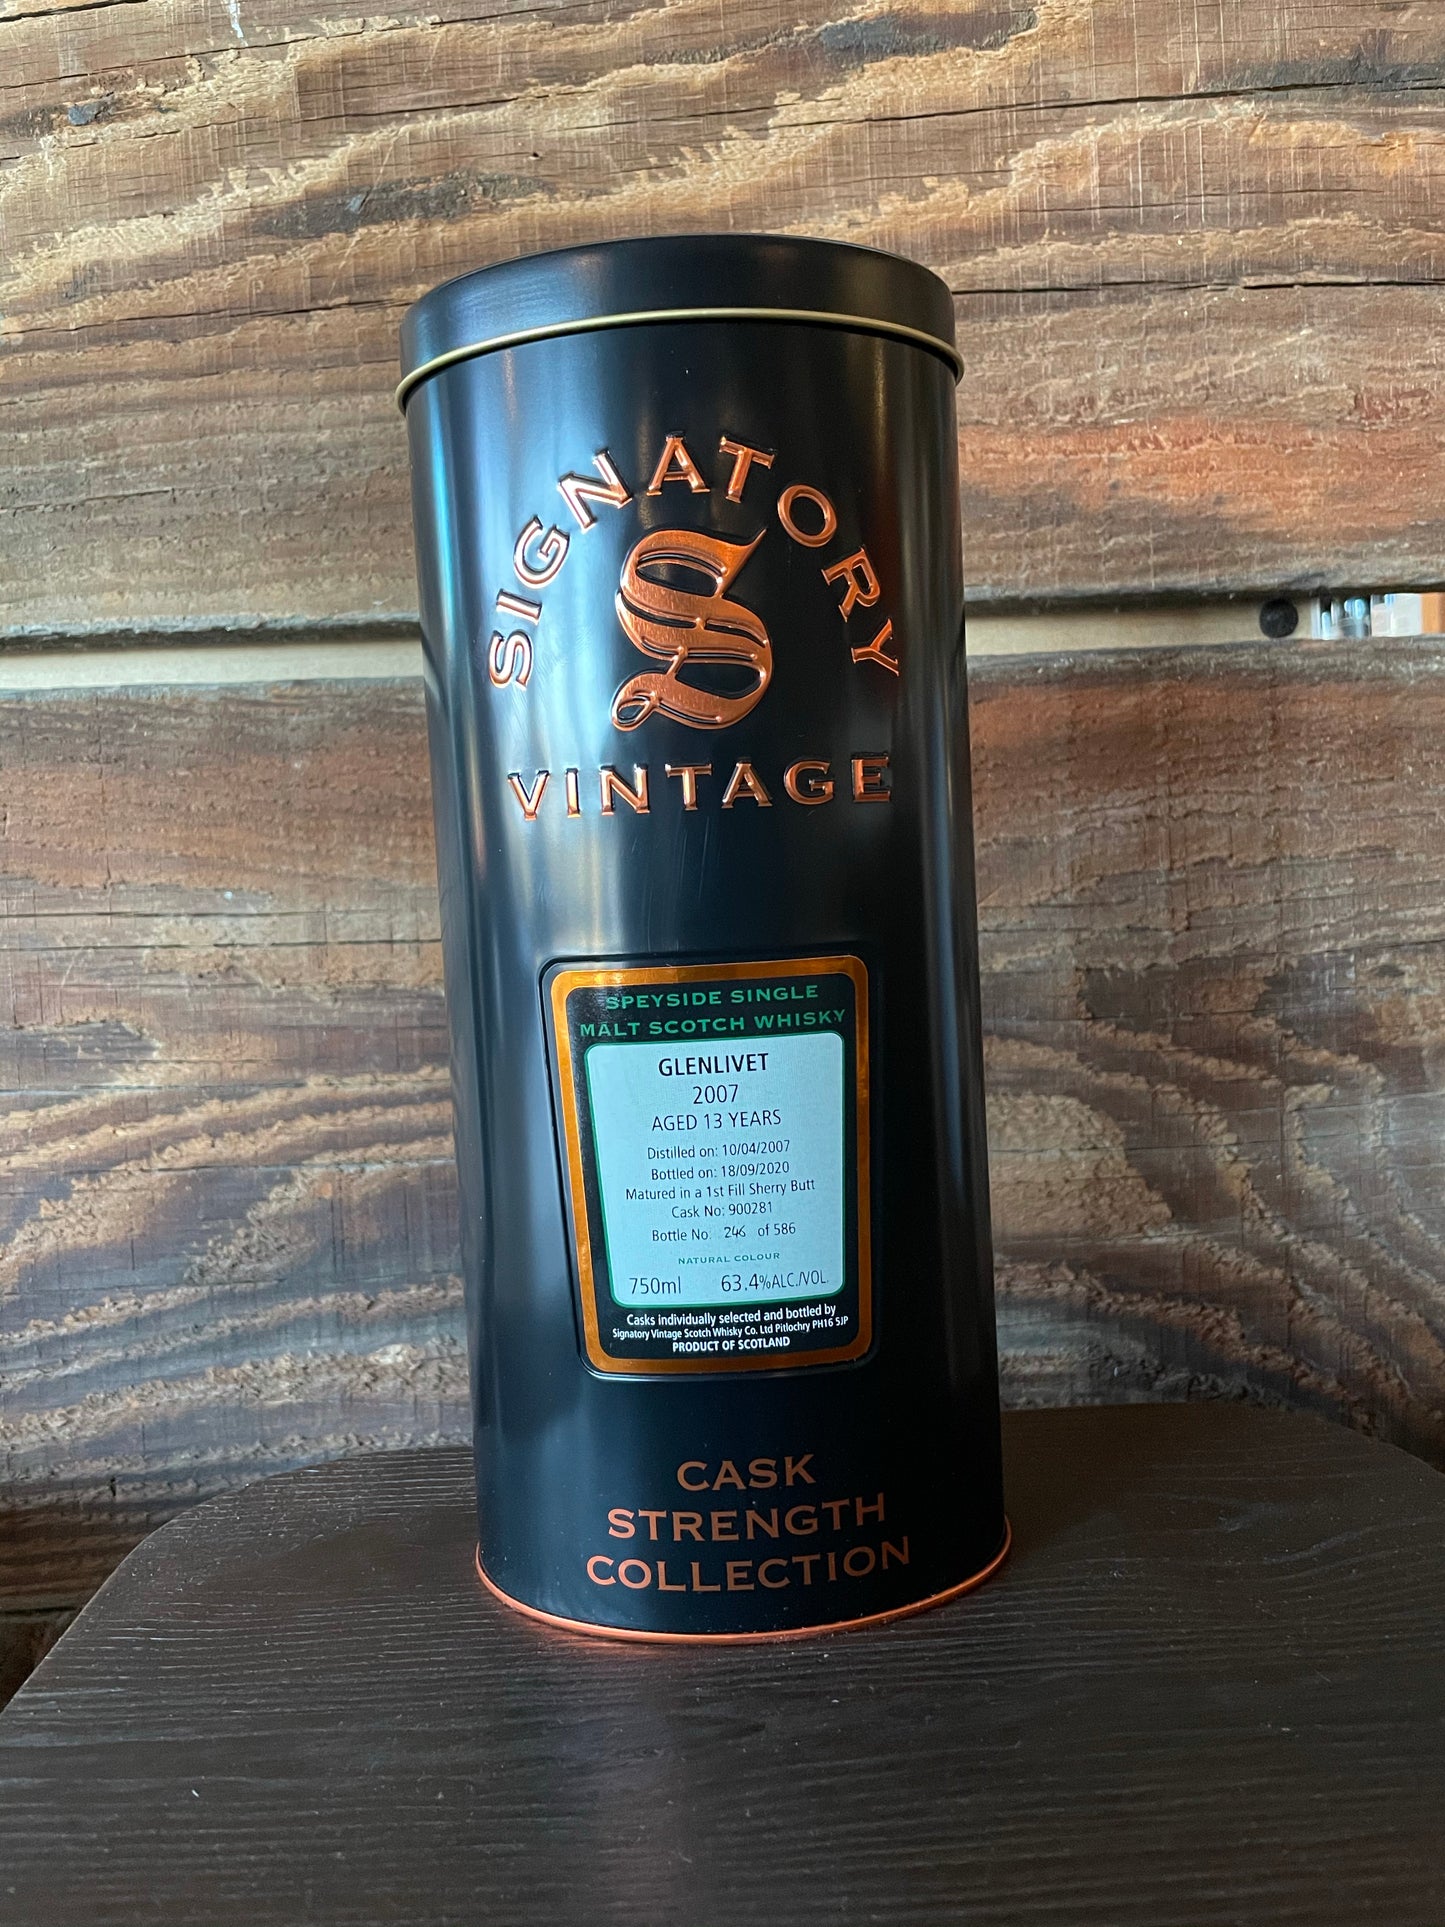 SIGNATORY
S
VINTAGE
SPEYSIDE SINGLE
MALT SCOTCH WHISKY
GLENLIVET
2007
AGED 13 YEARS
Distilled on: 10/04/2007
Bottled on: 18/09/2020
Matured in a 1st Fill Sherry Butt
Cask No: 900281
Bottle No: 246 of 586
NATURAL COLOUR
750ml 63.4%ALC./VOL.
Casks individually selected and bottled by
Signatory Vintage Scotch Whisky Co. Ltd Pitlochry PH16 5JP
PRODUCT OF SCOTLAND
CASK
STRENGTH
COLLECTION